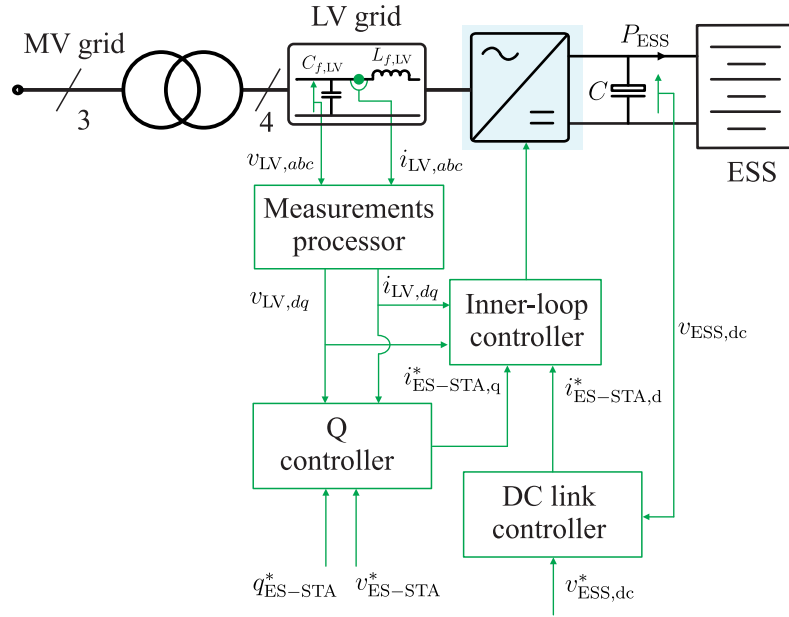 LV grid
MV grid
3
4
C_{f,LV}
L_{f,LV}
P_{ESS}
C
ESS
v_{LV,abc}
i_{LV,abc}
Measurements
processor
v_{LV,dq}
i_{LV,dq}
Inner-loop
controller
v_{ESS,dc}
i^*_{ES-STA,q}
i^*_{ES-STA,d}
Q
controller
DC link
controller
q^*_{ES-STA}
v^*_{ES-STA}
v^*_{ESS,dc}